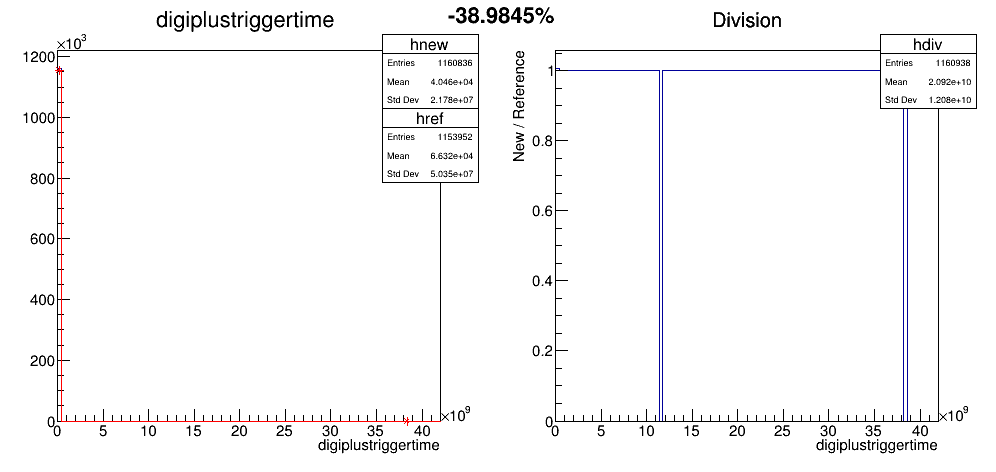 digiplustriggertime
-38.9845%
Division
×10³
hnew
Entries 1160836
Mean 4.046e+04
Std Dev 2.178e+07
href
Entries 1153952
Mean 6.632e+04
Std Dev 5.035e+07
1200
1000
800
600
400
200
0
0 5 10 15 20 25 30 35 40
×10⁹
digiplustriggertime
New / Reference
hdiv
Entries 1160938
Mean 2.092e+10
Std Dev 1.208e+10
1
0.8
0.6
0.4
0.2
0
0 5 10 15 20 25 30 35 40
×10⁹
digiplustriggertime